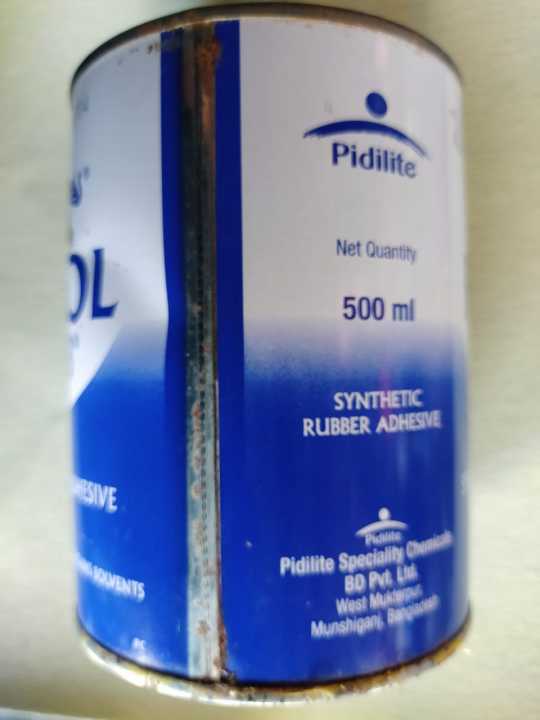 OL
HESIVE
SOLVENTS
Pidilite
Net Quantity
500 ml
SYNTHETIC
RUBBER ADHESIVE
Pidilite
Pidilite Speciality Chemicals
BD Pvt. Ltd.
West Muktarpur,
Munshiganj, Bangladesh